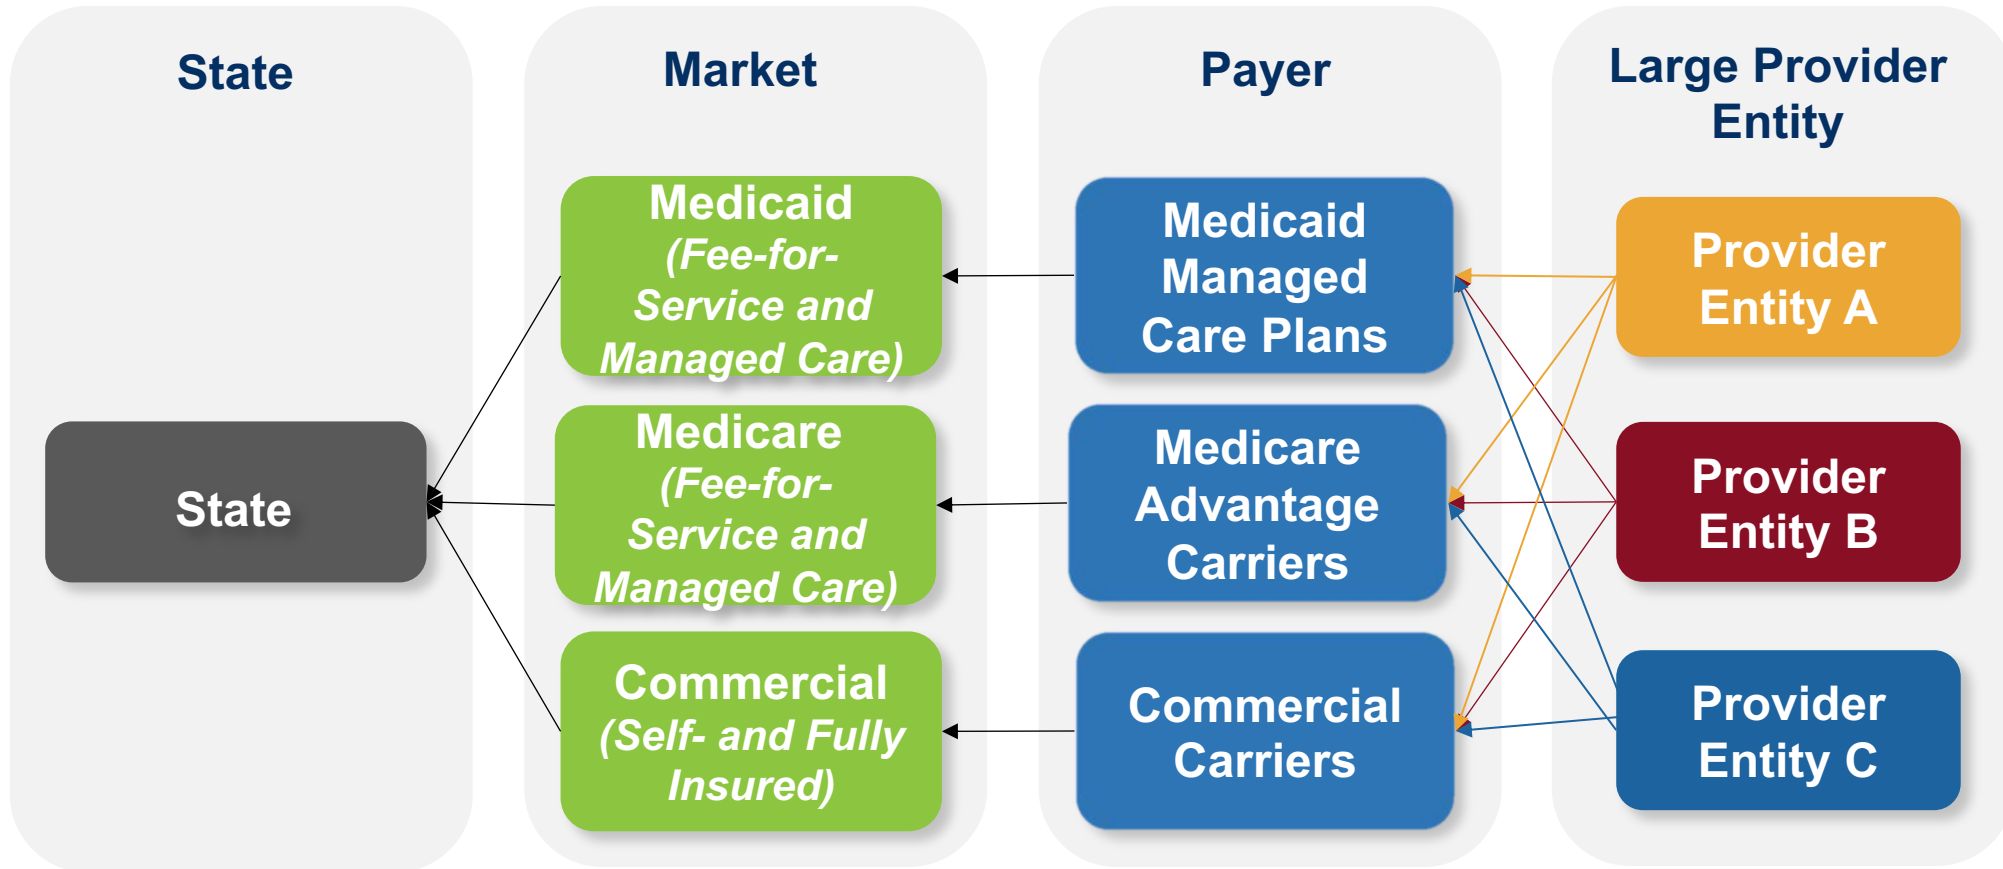 State
Market
Payer
Large Provider
Entity
State
Medicaid
(Fee-for-
Service and
Managed Care)
Medicare
(Fee-for-
Service and
Managed Care)
Commercial
(Self- and Fully
Insured)
Medicaid
Managed
Care Plans
Medicare
Advantage
Carriers
Commercial
Carriers
Provider
Entity A
Provider
Entity B
Provider
Entity C